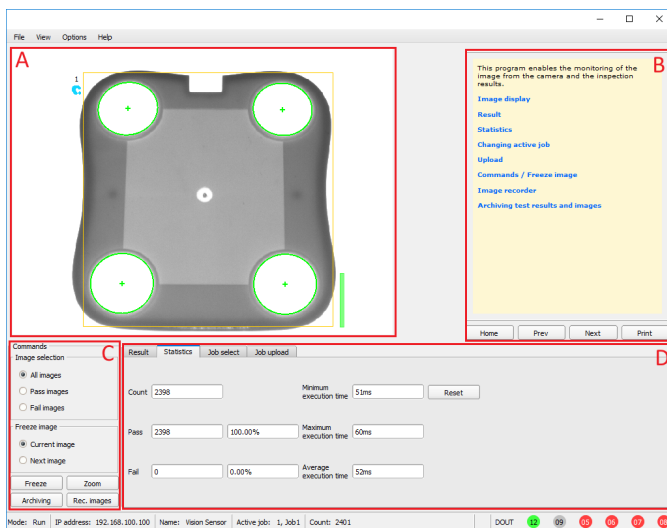 File View Options Help
A
1
B
This program enables the monitoring of the
image from the camera and the inspection
results.
Image display
Result
Statistics
Changing active job
Upload
Commands / Freeze image
Image recorder
Archiving test results and images
Home Prev Next Print
Commands
C
Image selection
All images
Pass images
Fail images
Freeze image
Current image
Next image
Freeze Zoom
Archiving Rec. images
Result Statistics Job select Job upload
D
Count 2398 Minimum execution time 51ms Reset
Pass 2398 100.00% Maximum execution time 60ms
Fail 0 0.00% Average execution time 52ms
Mode: Run IP address: 192.168.100.100 Name: Vision Sensor Active job: 1, Job1 Count: 2401 DOUT 12 09 05 06 07 08